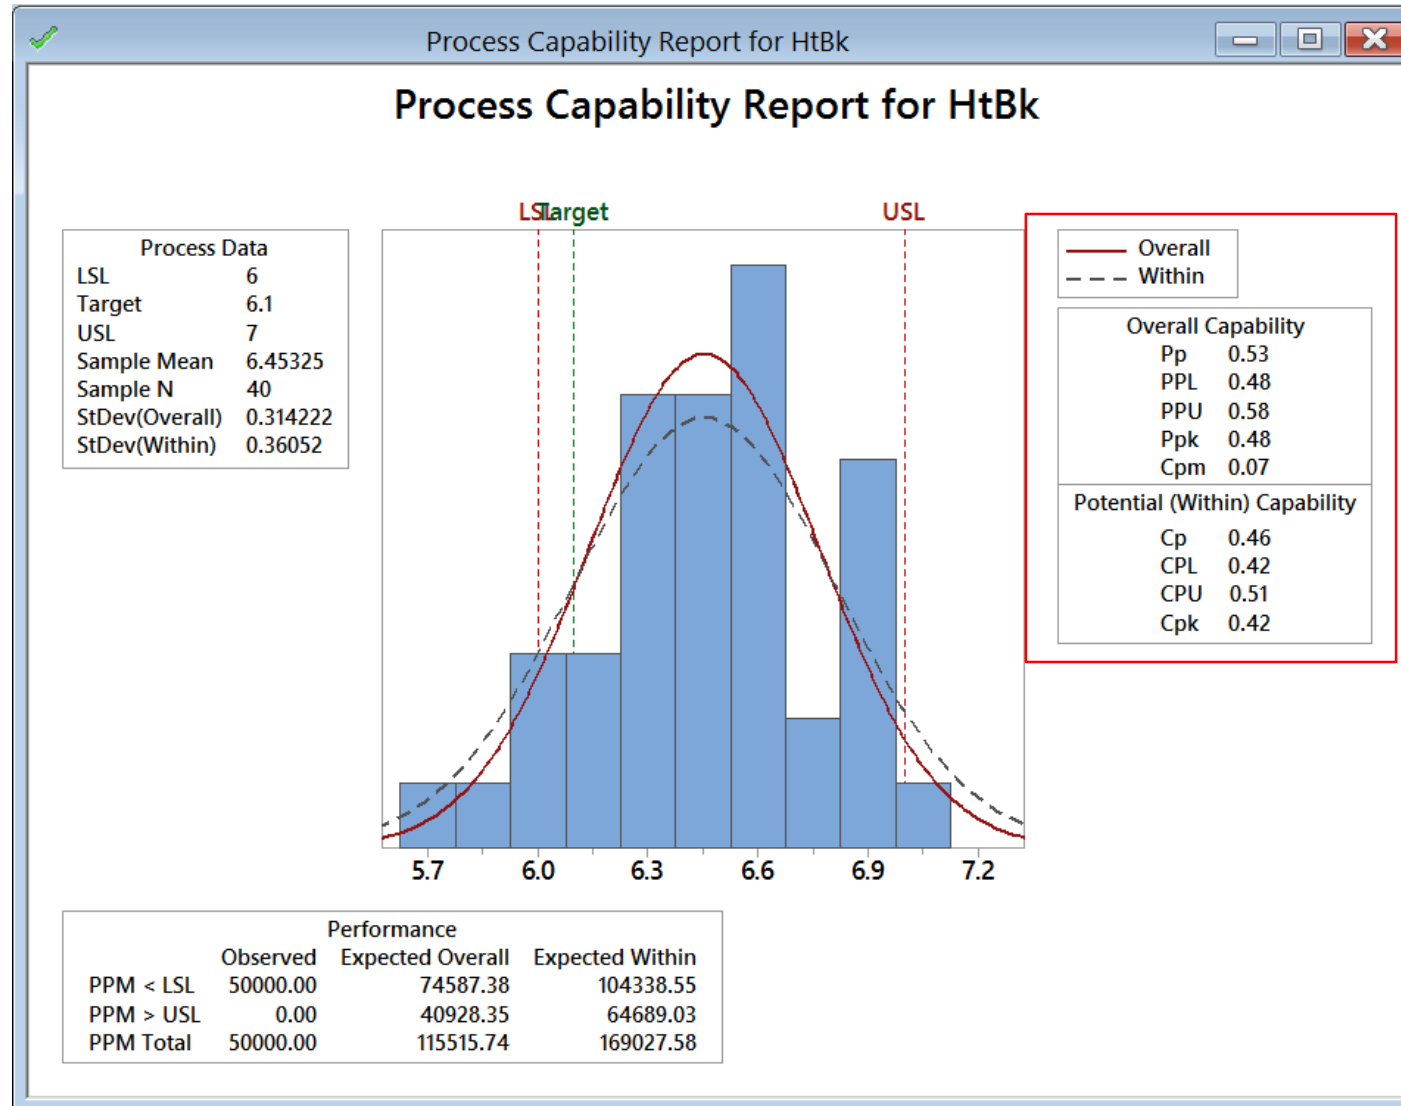 Process Capability Report for HtBk
Process Capability Report for HtBk
LSL Target USL
Process Data
LSL 6
Target 6.1
USL 7
Sample Mean 6.45325
Sample N 40
StDev(Overall) 0.314222
StDev(Within) 0.36052
Overall
Within
Overall Capability
Pp 0.53
PPL 0.48
PPU 0.58
Ppk 0.48
Cpm 0.07
Potential (Within) Capability
Cp 0.46
CPL 0.42
CPU 0.51
Cpk 0.42
5.7 6.0 6.3 6.6 6.9 7.2
Performance
Observed Expected Overall Expected Within
PPM < LSL 50000.00 74587.38 104338.55
PPM > USL 0.00 40928.35 64689.03
PPM Total 50000.00 115515.74 169027.58